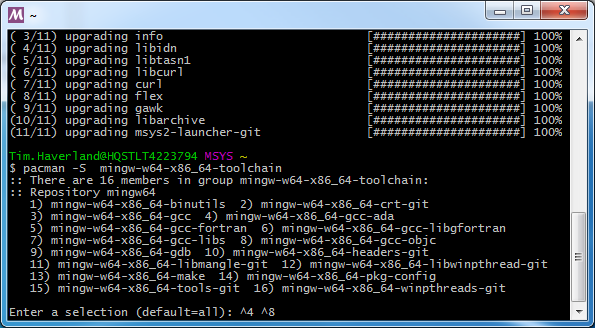 M ~
( 3/11) upgrading info [#####################] 100%
( 4/11) upgrading libidn [#####################] 100%
( 5/11) upgrading libtasn1 [#####################] 100%
( 6/11) upgrading libcurl [#####################] 100%
( 7/11) upgrading curl [#####################] 100%
( 8/11) upgrading flex [#####################] 100%
( 9/11) upgrading gawk [#####################] 100%
(10/11) upgrading libarchive [#####################] 100%
(11/11) upgrading msys2-launcher-git [#####################] 100%
Tim.Haverland@HQSTLT4223794 MSYS ~
$ pacman -S  mingw-w64-x86_64-toolchain
:: There are 16 members in group mingw-w64-x86_64-toolchain:
:: Repository mingw64
1) mingw-w64-x86_64-binutils  2) mingw-w64-x86_64-crt-git
3) mingw-w64-x86_64-gcc  4) mingw-w64-x86_64-gcc-ada
5) mingw-w64-x86_64-gcc-fortran  6) mingw-w64-x86_64-gcc-libgfortran
7) mingw-w64-x86_64-gcc-libs  8) mingw-w64-x86_64-gcc-objc
9) mingw-w64-x86_64-gdb  10) mingw-w64-x86_64-headers-git
11) mingw-w64-x86_64-libmangle-git  12) mingw-w64-x86_64-libwinpthread-git
13) mingw-w64-x86_64-make  14) mingw-w64-x86_64-pkg-config
15) mingw-w64-x86_64-tools-git  16) mingw-w64-x86_64-winpthreads-git
Enter a selection (default=all): ^4 ^8